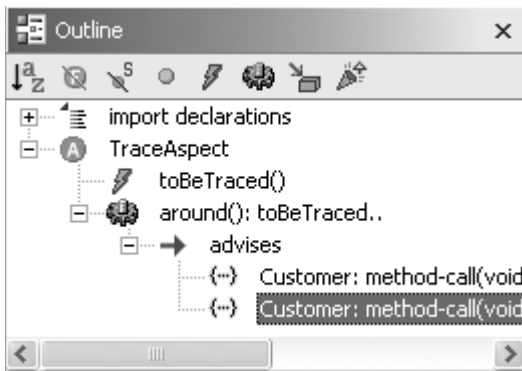 Outline
import declarations
A TraceAspect
toBeTraced()
around(): toBeTraced..
advises
Customer: method-call(void
Customer: method-call(void